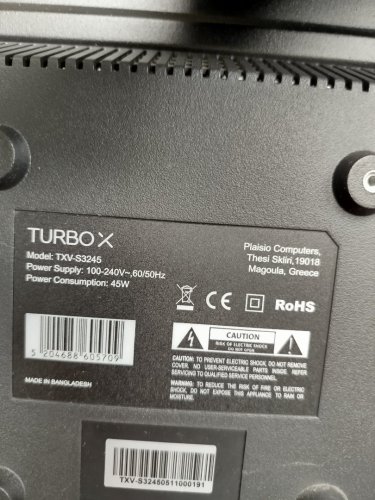 TURBO X
Model: TXV-S3245
Power Supply: 100-240V~,60/50Hz
Power Consumption: 45W
Plaisio Computers,
Thesi Skliri,19018
Magoula, Greece
CE
RoHS
5 204688 605709
MADE IN BANGLADESH
CAUTION
RISK OF ELECTRIC SHOCK
DO NOT OPEN
CAUTION: TO PREVENT ELECTRIC SHOCK, DO NOT REMOVE
COVER. NO USER-SERVICEABLE PARTS INSIDE. REFER
SERVICING TO QUALIFIED SERVICE PERSONNEL.
WARNING: TO REDUCE THE RISK OF FIRE OR ELECTRIC
SHOCK, DO NOT EXPOSE THIS APPLIANCE TO RAIN OR
MOISTURE.
TXV-S32450511000191